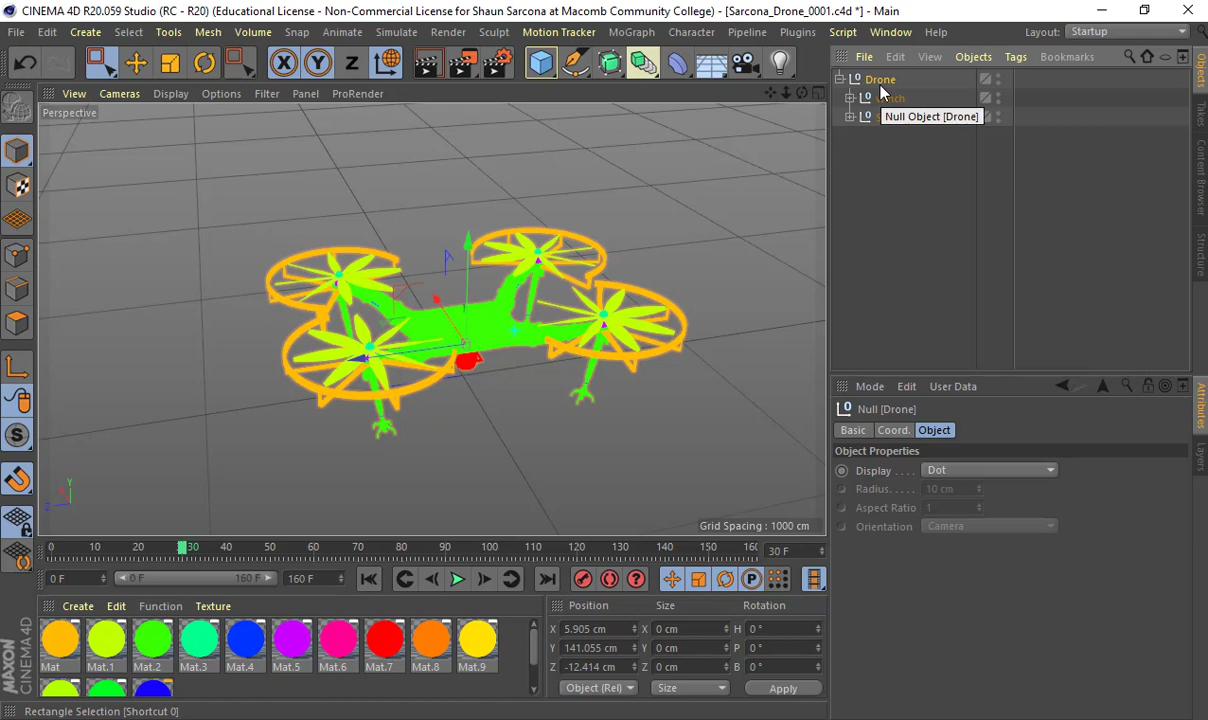 CINEMA 4D R20.059 Studio (RC - R20) (Educational License - Non-Commercial License for Shaun Sarcona at Macomb Community College) - [Sarcona_Drone_0001.c4d *] - Main
File Edit Create Select Tools Mesh Volume Snap Animate Simulate Render Sculpt Motion Tracker MoGraph Character Pipeline Plugins Script Window Help Layout: Startup
X Y Z
File Edit View Objects Tags Bookmarks
Objects
Takes
Content Browser
Structure
Drone
Null Object [Drone]
View Cameras Display Options Filter Panel ProRender
Perspective
Y
X
Z
Grid Spacing : 1000 cm
Mode Edit User Data
Attributes
Layers
Null [Drone]
Basic Coord. Object
Object Properties
Display . . . . Dot
Radius. . . . . 10 cm
Aspect Ratio 1
Orientation Camera
0 10 20 30 40 50 60 70 80 90 100 110 120 130 140 150 30 F
0 F 0 F 160 F 160 F
P
Create Edit Function Texture
Mat Mat.1 Mat.2 Mat.3 Mat.4 Mat.5 Mat.6 Mat.7 Mat.8 Mat.9
Position Size Rotation
X 5.905 cm X 0 cm H 0 °
Y 141.055 cm Y 0 cm P 0 °
Z -12.414 cm Z 0 cm B 0 °
Object (Rel) Size Apply
MAXON CINEMA 4D
Rectangle Selection [Shortcut 0]